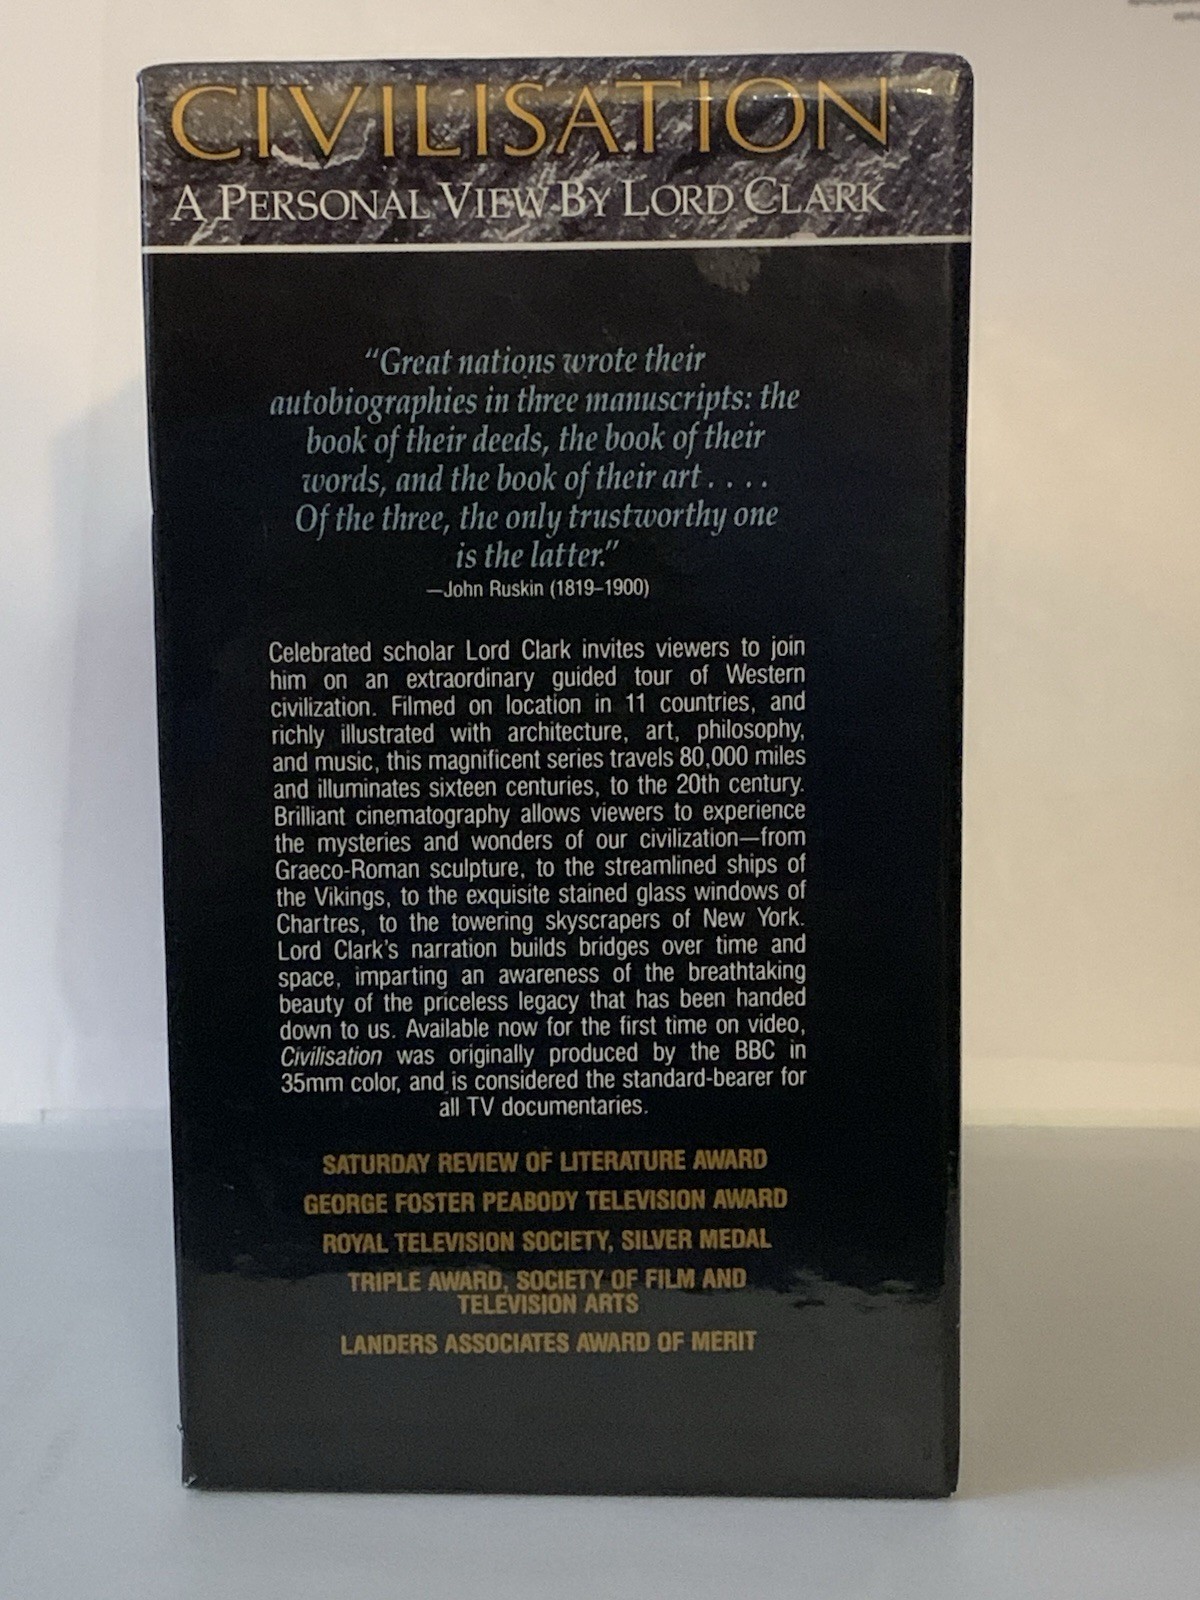 CIVILISATION
A PERSONAL VIEW BY LORD CLARK
“Great nations wrote their
autobiographies in three manuscripts: the
book of their deeds, the book of their
words, and the book of their art . . . .
Of the three, the only trustworthy one
is the latter.”
—John Ruskin (1819–1900)
Celebrated scholar Lord Clark invites viewers to join
him on an extraordinary guided tour of Western
civilization. Filmed on location in 11 countries, and
richly illustrated with architecture, art, philosophy,
and music, this magnificent series travels 80,000 miles
and illuminates sixteen centuries, to the 20th century.
Brilliant cinematography allows viewers to experience
the mysteries and wonders of our civilization—from
Graeco-Roman sculpture, to the streamlined ships of
the Vikings, to the exquisite stained glass windows of
Chartres, to the towering skyscrapers of New York.
Lord Clark’s narration builds bridges over time and
space, imparting an awareness of the breathtaking
beauty of the priceless legacy that has been handed
down to us. Available now for the first time on video,
Civilisation was originally produced by the BBC in
35mm color, and is considered the standard-bearer for
all TV documentaries.
SATURDAY REVIEW OF LITERATURE AWARD
GEORGE FOSTER PEABODY TELEVISION AWARD
ROYAL TELEVISION SOCIETY, SILVER MEDAL
TRIPLE AWARD, SOCIETY OF FILM AND
TELEVISION ARTS
LANDERS ASSOCIATES AWARD OF MERIT